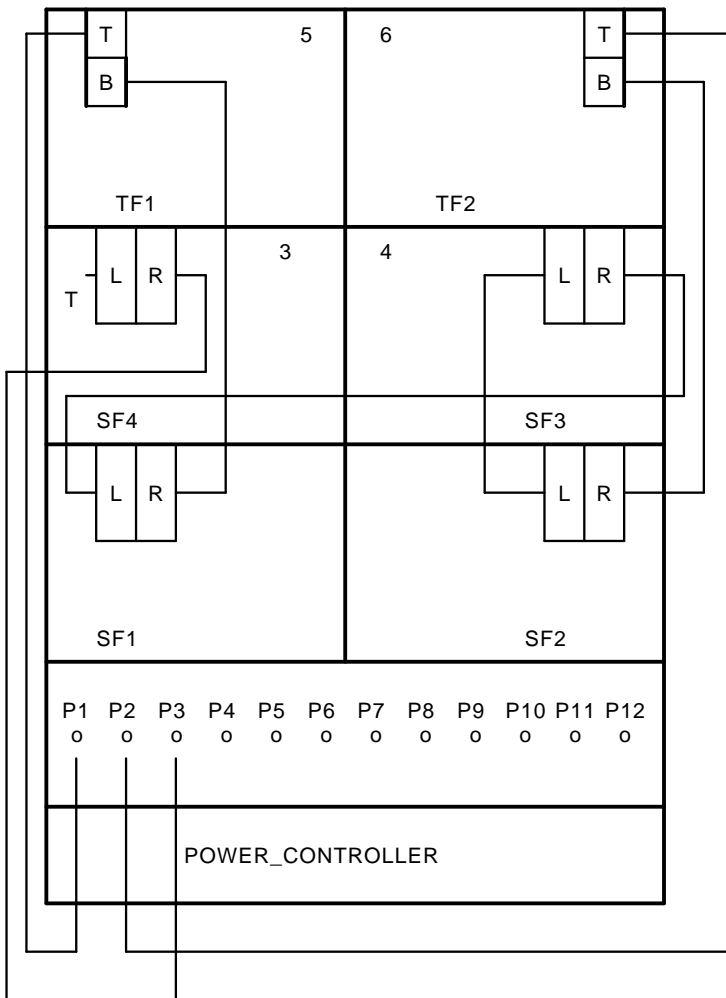 T 5 6 T
B B
TF1 TF2
3 4
L R L R
T
SF4 SF3
L R L R
SF1 SF2
P1 P2 P3 P4 P5 P6 P7 P8 P9 P10 P11 P12
o o o o o o o o o o o o
POWER_CONTROLLER